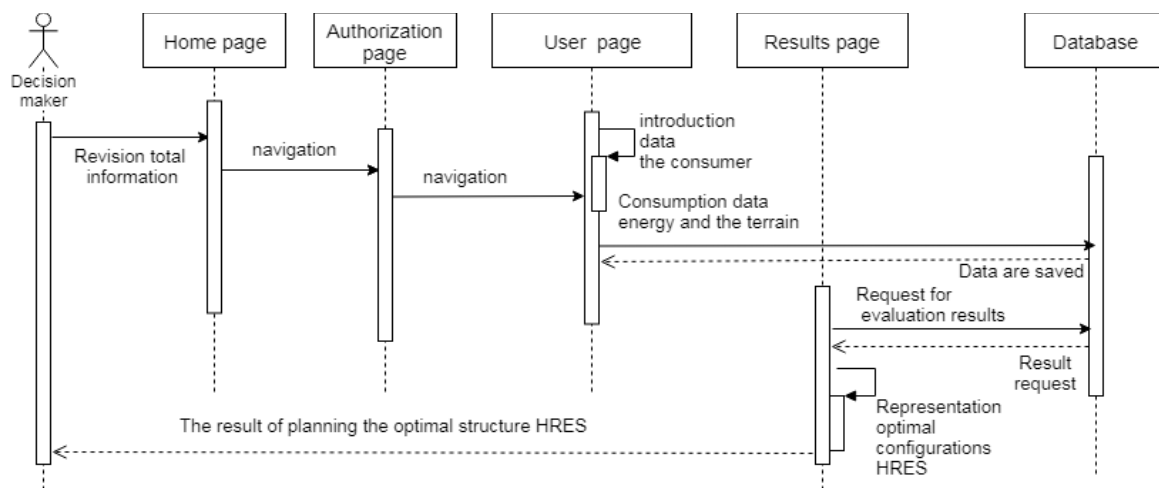 Decision
maker
Home page
Authorization
page
User page
Results page
Database
Revision total
information
navigation
navigation
introduction
data
the consumer
Consumption data
energy and the terrain
Data are saved
Request for
evaluation results
Result
request
Representation
optimal
configurations
HRES
The result of planning the optimal structure HRES